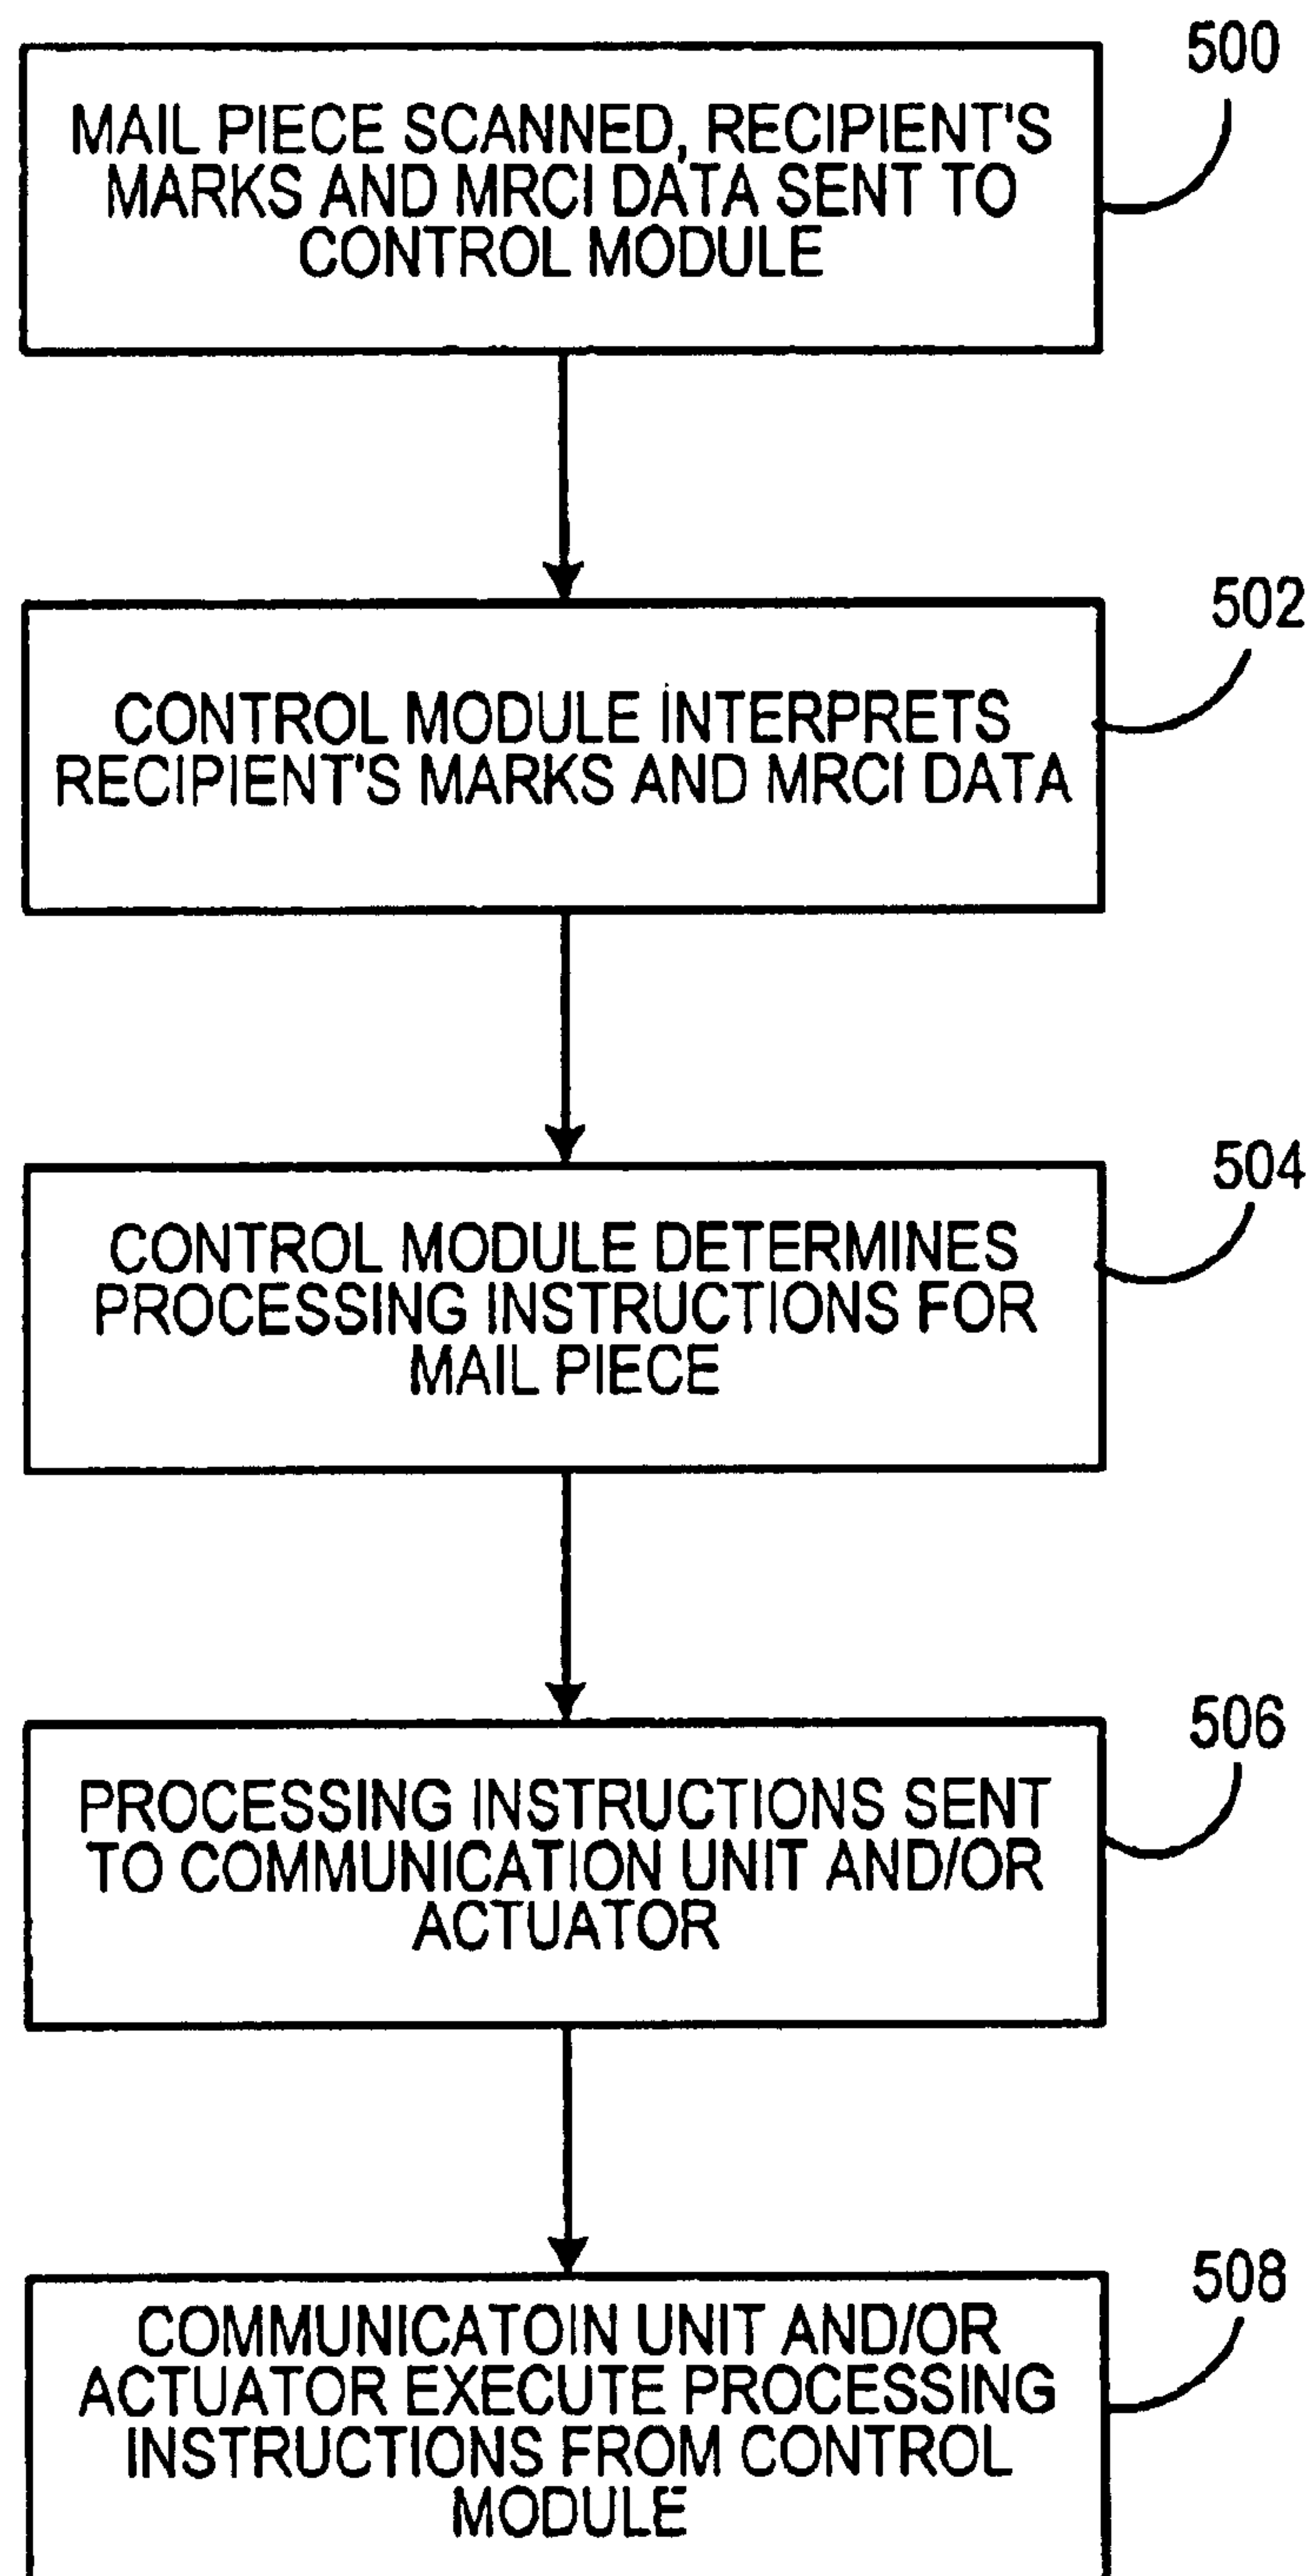 500
MAIL PIECE SCANNED, RECIPIENT'S
MARKS AND MRCI DATA SENT TO
CONTROL MODULE
502
CONTROL MODULE INTERPRETS
RECIPIENT'S MARKS AND MRCI DATA
504
CONTROL MODULE DETERMINES
PROCESSING INSTRUCTIONS FOR
MAIL PIECE
506
PROCESSING INSTRUCTIONS SENT
TO COMMUNICATION UNIT AND/OR
ACTUATOR
508
COMMUNICATOIN UNIT AND/OR
ACTUATOR EXECUTE PROCESSING
INSTRUCTIONS FROM CONTROL
MODULE